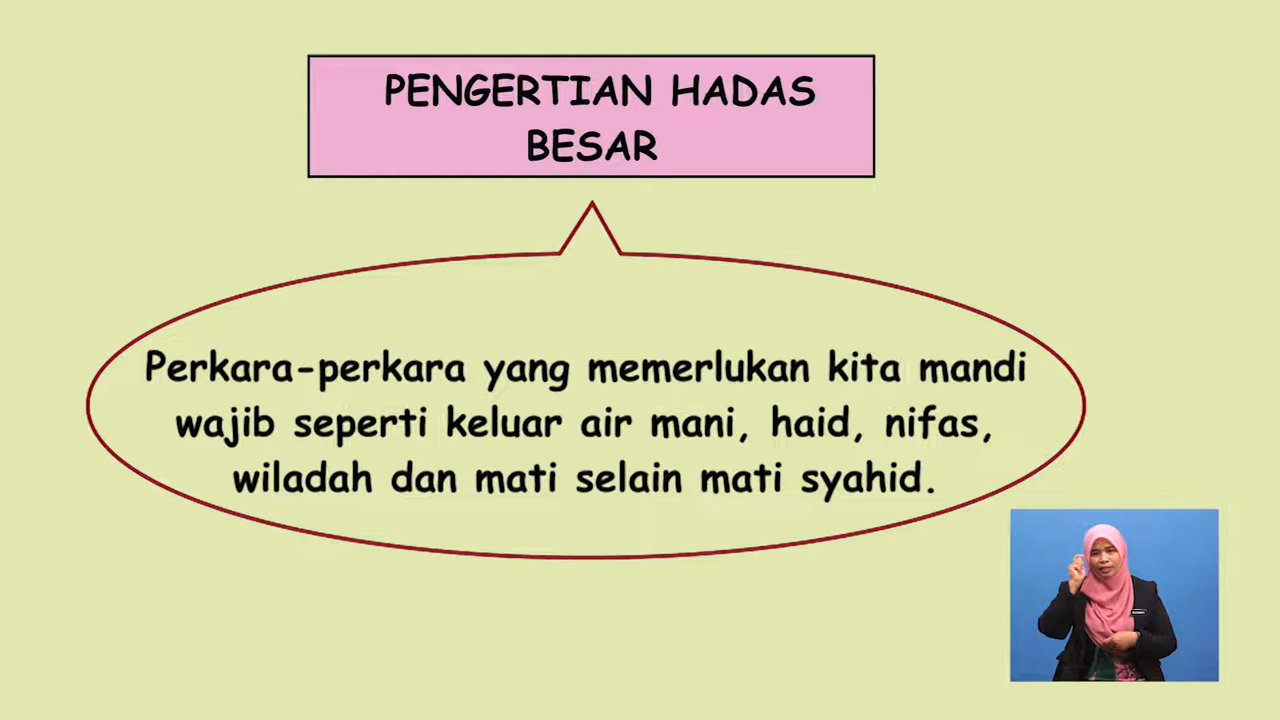 PENGERTIAN HADAS
BESAR
Perkara-perkara yang memerlukan kita mandi
wajib seperti keluar air mani, haid, nifas,
wiladah dan mati selain mati syahid.